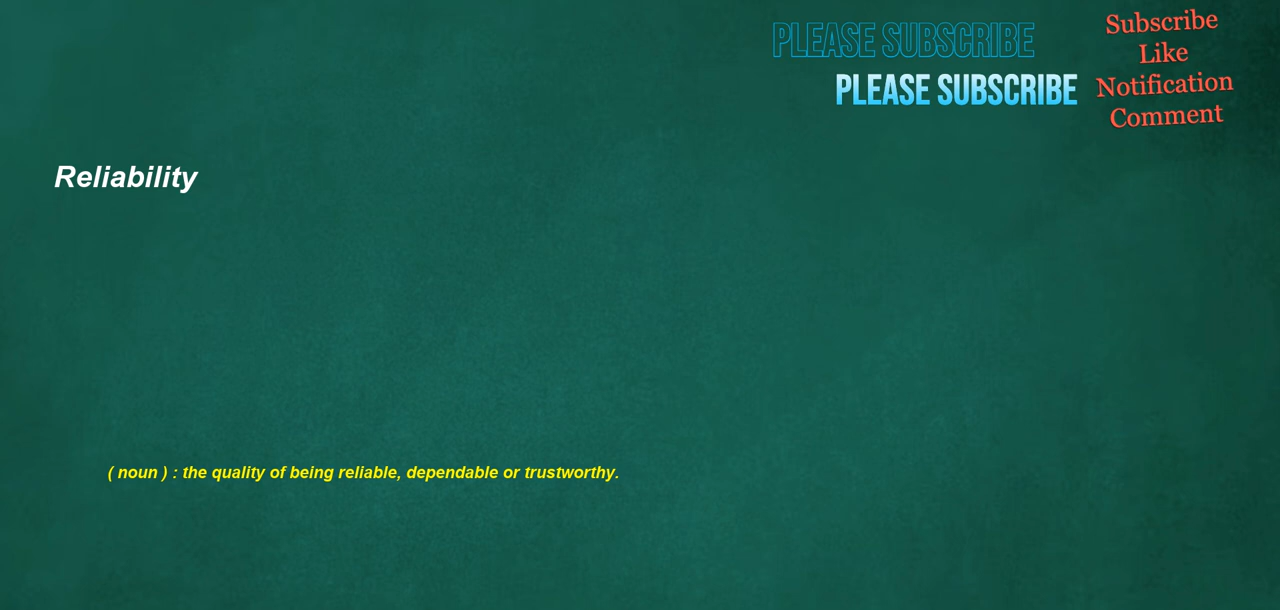 PLEASE SUBSCRIBE
PLEASE SUBSCRIBE
Subscribe
Like
Notification
Comment
Reliability
( noun ) : the quality of being reliable, dependable or trustworthy.